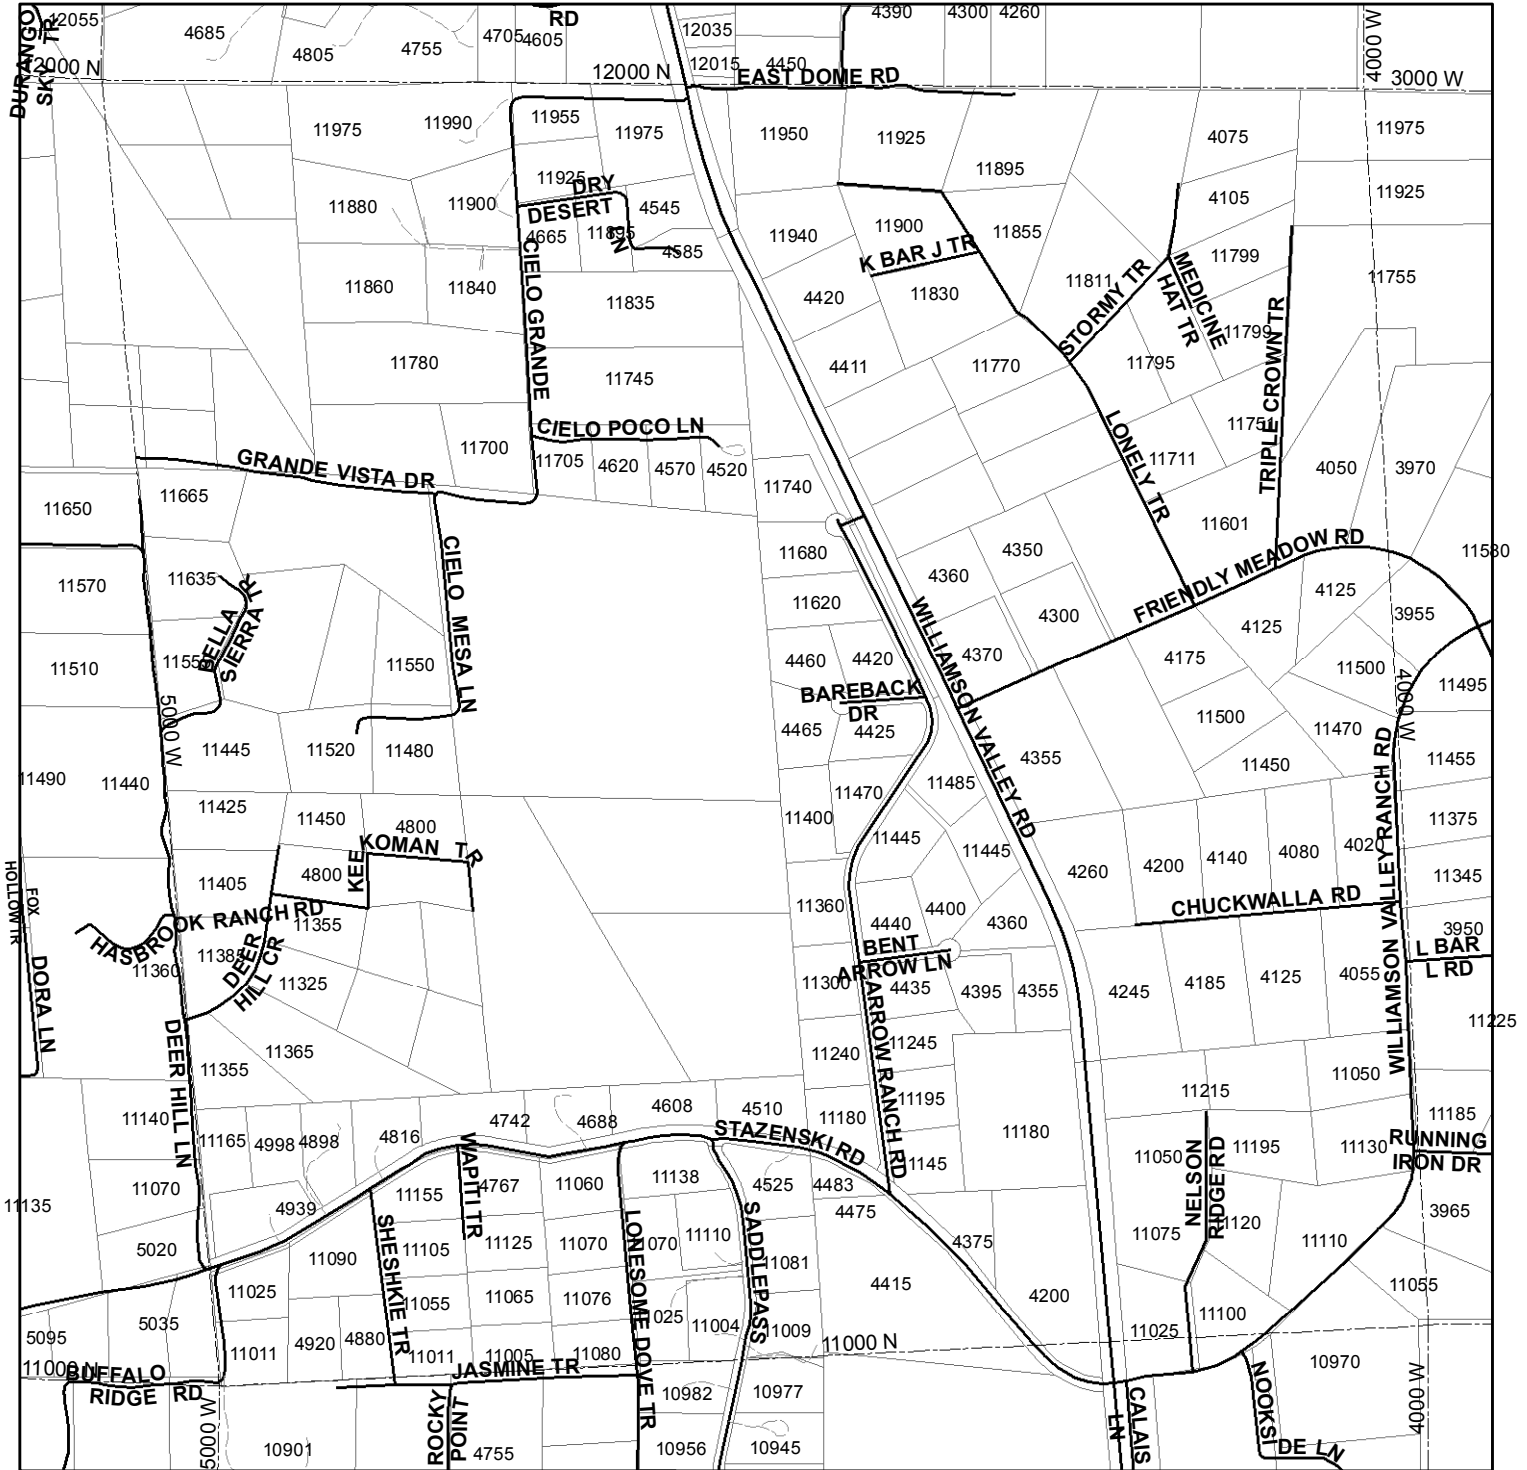 DURANGO
SKY TR
12055
4685
4805
4755
4705
4605
RD
12035
12015
4450
4390
4300
4260
4000 W
3000 W
12000 N
EAST DOME RD
11975
11990
11955
11975
11950
11925
11895
4075
11975
11880
11900
11925
DRY
DESERT
LN
4545
4665
11895
4585
11940
11900
11855
4105
11925
K BAR J TR
11799
11860
11840
CIELO GRANDE
11835
4420
11830
11811
STORMY TR
MEDICINE
HAT TR
11755
11780
11745
4411
11770
11795
11799
TRIPLE CROWN TR
CIELO POCO LN
11700
11705
4620
4570
4520
11740
LONELY TR
11711
4050
3970
GRANDE VISTA DR
11650
11665
11601
11680
4350
4360
FRIENDLY MEADOW RD
11530
11570
11635
BELLA
SIERRA TR
CIELO MESA LN
11620
4300
4125
3955
4125
11510
11550
4460
4420
4370
4175
11500
11495
5000 W
BAREBACK
DR
WILLIAMSON VALLEY RD
4000 W
11445
11520
11480
4465
4425
4355
11500
11470
11455
11450
11490
11440
11425
11450
4800
11400
11470
11485
11375
KOMAN TR
KEE
4800
11445
11445
4260
4200
4140
4080
4020
WILLIAMSON VALLEY RANCH RD
11345
FOX
HOLLOW TR
11405
HASBROOK RANCH RD
11355
11360
4440
4400
4360
CHUCKWALLA RD
3950
L BAR
L RD
DORA LN
11360
11385
DEER
HILL CR
11325
BENT
ARROW LN
11300
4435
4395
4355
4245
4185
4125
4055
11225
DEER HILL LN
11355
11365
11240
11245
ARROW RANCH RD
11215
11050
11140
11165
4998
4898
4816
4742
4688
4608
4510
11180
11195
11180
11185
STAZENSKI RD
WAPITI TR
11145
11050
NELSON
RIDGE RD
11195
11130
RUNNING
IRON DR
11135
11070
4939
11155
4767
11060
11138
4525
4483
4475
3965
5020
11090
SHESHKIE TR
11105
11125
11070
LONESOME DOVE TR
11110
SADDLEPASS
11081
4375
11075
11120
11110
11025
11055
11065
11076
11004
4415
4200
11055
5095
5035
11011
4920
4880
11011
11005
11080
11009
11000 N
11025
11100
11000 N
BUFFALO
RIDGE RD
JASMINE TR
10970
5000 W
10901
ROCKY
POINT
4755
10982
10977
10956
10945
LN
CALAIS
NOOKSI
DE LN
4000 W